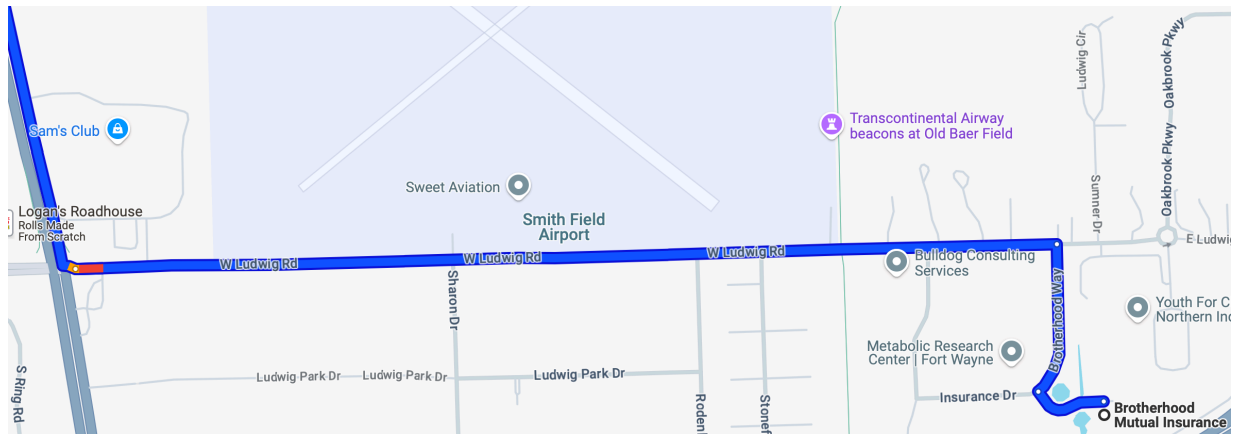 Ludwig Cir
Oakbrook Pkwy
Oakbrook Pkwy
Sam's Club
Transcontinental Airway
beacons at Old Baer Field
Sweet Aviation
Sumner Dr
Logan's Roadhouse
Rolls Made
From Scratch
Smith Field
Airport
W Ludwig Rd
W Ludwig Rd
W Ludwig Rd
E Ludwig
Bulldog Consulting
Services
Sharon Dr
Brotherhood Way
Youth For C
Northern Inc
Metabolic Research
Center | Fort Wayne
S Ring Rd
Ludwig Park Dr
Ludwig Park Dr
Ludwig Park Dr
Insurance Dr
Brotherhood
Mutual Insurance